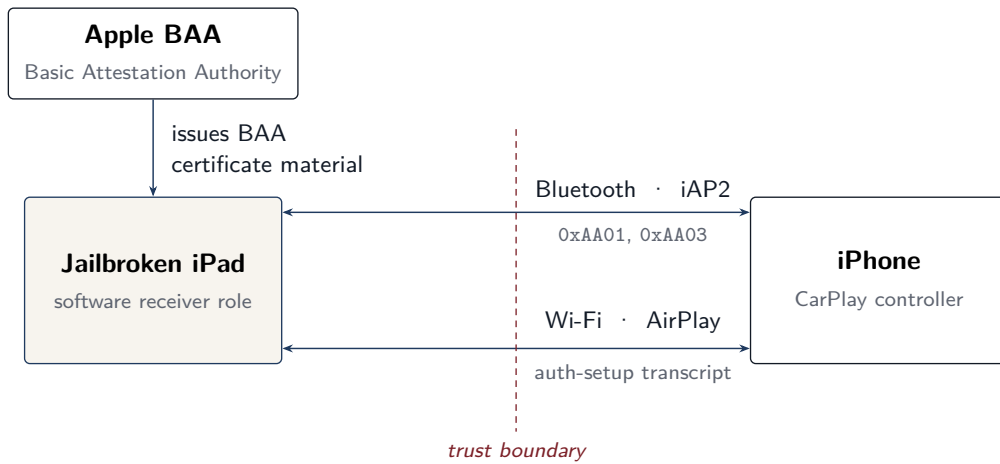 Apple BAA
Basic Attestation Authority
issues BAA
certificate material
Bluetooth · iAP2
0xAA01, 0xAA03
Jailbroken iPad
software receiver role
iPhone
CarPlay controller
Wi-Fi · AirPlay
auth-setup transcript
trust boundary